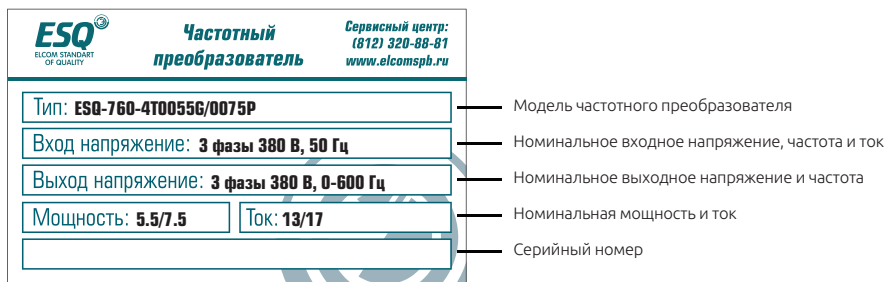 ESQ®
ELCOM STANDART
OF QUALITY
Частотный
преобразователь
Сервисный центр:
(812) 320-88-81
www.elcomspb.ru
Тип: ESQ-760-4T0055G/0075P
Модель частотного преобразователя
Вход напряжение: 3 фазы 380 В, 50 Гц
Номинальное входное напряжение, частота и ток
Выход напряжение: 3 фазы 380 В, 0-600 Гц
Номинальное выходное напряжение и частота
Мощность: 5.5/7.5
Ток: 13/17
Номинальная мощность и ток
Серийный номер